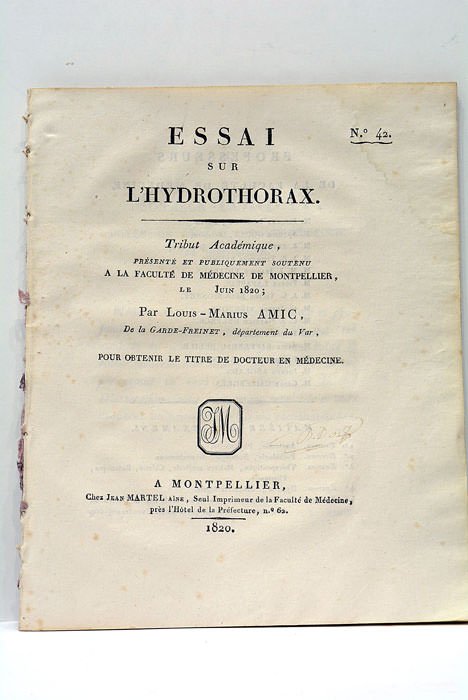 ESSAI
N.º 42.
SUR
L'HYDROTHORAX.
Tribut Académique,
PRÉSENTÉ ET PUBLIQUEMENT SOUTENU
A LA FACULTÉ DE MÉDECINE DE MONTPELLIER,
LE JUIN 1820;
Par LOUIS-MARIUS AMIC,
De la GARDE-FREINET, département du Var,
POUR OBTENIR LE TITRE DE DOCTEUR EN MÉDECINE.
JM
A MONTPELLIER,
Chez JEAN MARTEL AÎNÉ, Seul Imprimeur de la Faculté de Médecine,
près l'Hôtel de la Préfecture, n.º 62.
1820.